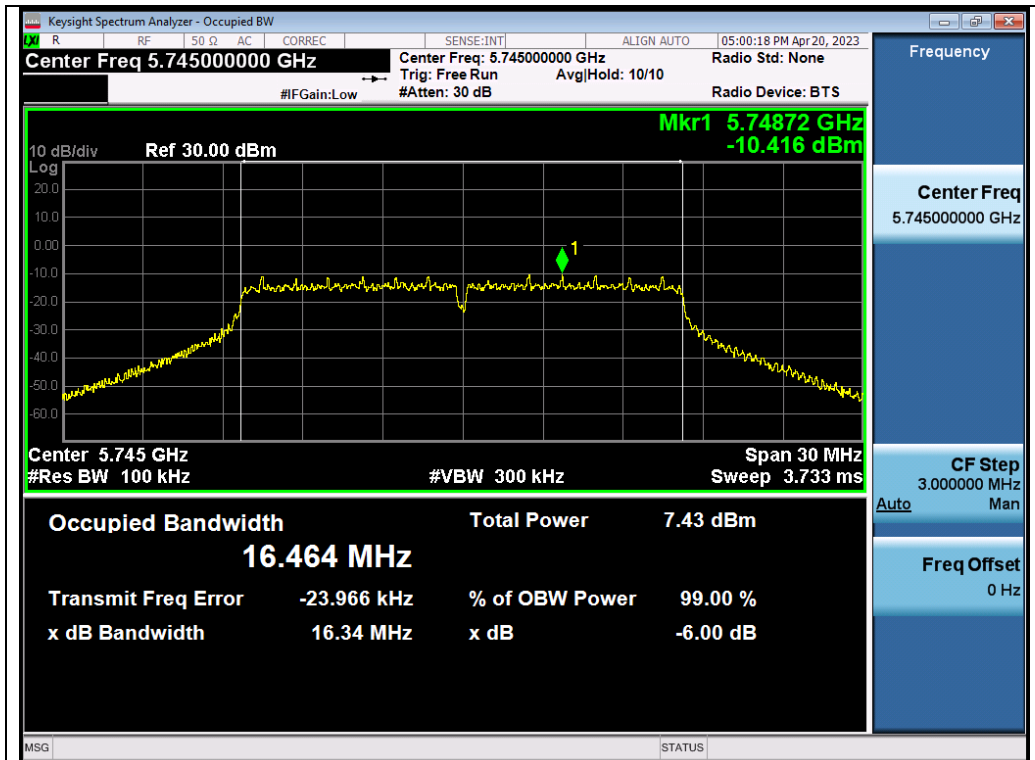 Keysight Spectrum Analyzer - Occupied BW
LXI R RF 50 Ω AC CORREC SENSE:INT ALIGN AUTO 05:00:18 PM Apr 20, 2023
Center Freq 5.745000000 GHz
#IFGain:Low
Center Freq: 5.745000000 GHz
Trig: Free Run Avg|Hold: 10/10
#Atten: 30 dB
Radio Std: None
Radio Device: BTS
Mkr1 5.74872 GHz
-10.416 dBm
10 dB/div Ref 30.00 dBm
Log
20.0
10.0
0.00
-10.0
-20.0
-30.0
-40.0
-50.0
-60.0
1
Center 5.745 GHz Span 30 MHz
#Res BW 100 kHz #VBW 300 kHz Sweep 3.733 ms
Occupied Bandwidth Total Power 7.43 dBm
16.464 MHz
Transmit Freq Error -23.966 kHz % of OBW Power 99.00 %
x dB Bandwidth 16.34 MHz x dB -6.00 dB
MSG STATUS
Frequency
Center Freq
5.745000000 GHz
CF Step
3.000000 MHz
Auto Man
Freq Offset
0 Hz